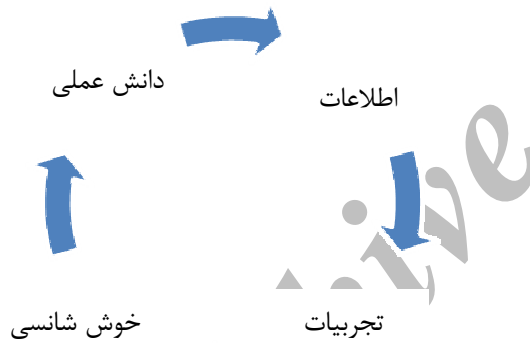 دانش عملی
اطلاعات
تجربیات
خوش شانسی